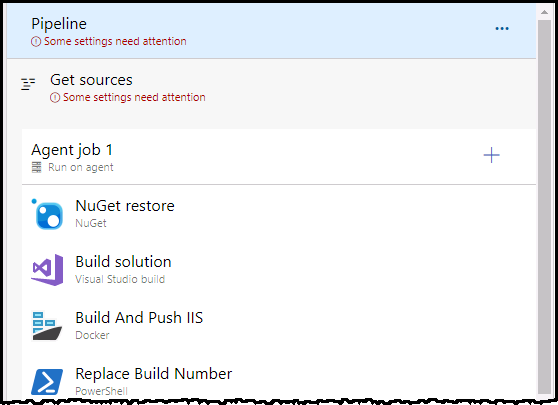 Pipeline
Some settings need attention
Get sources
Some settings need attention
Agent job 1
Run on agent
NuGet restore
NuGet
Build solution
Visual Studio build
Build And Push IIS
Docker
Replace Build Number
PowerShell